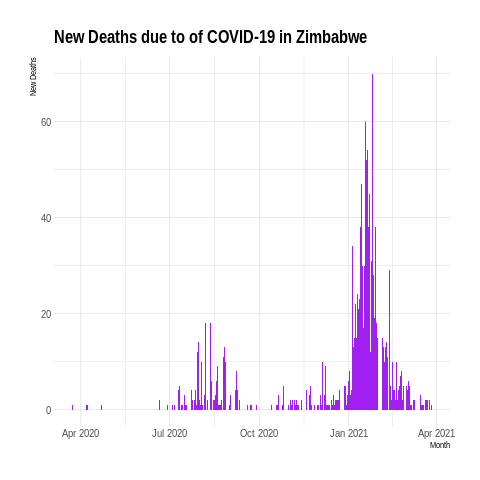 New Deaths due to of COVID-19 in Zimbabwe
New Deaths
60
40
20
0
Apr 2020 Jul 2020 Oct 2020 Jan 2021 Apr 2021
Month